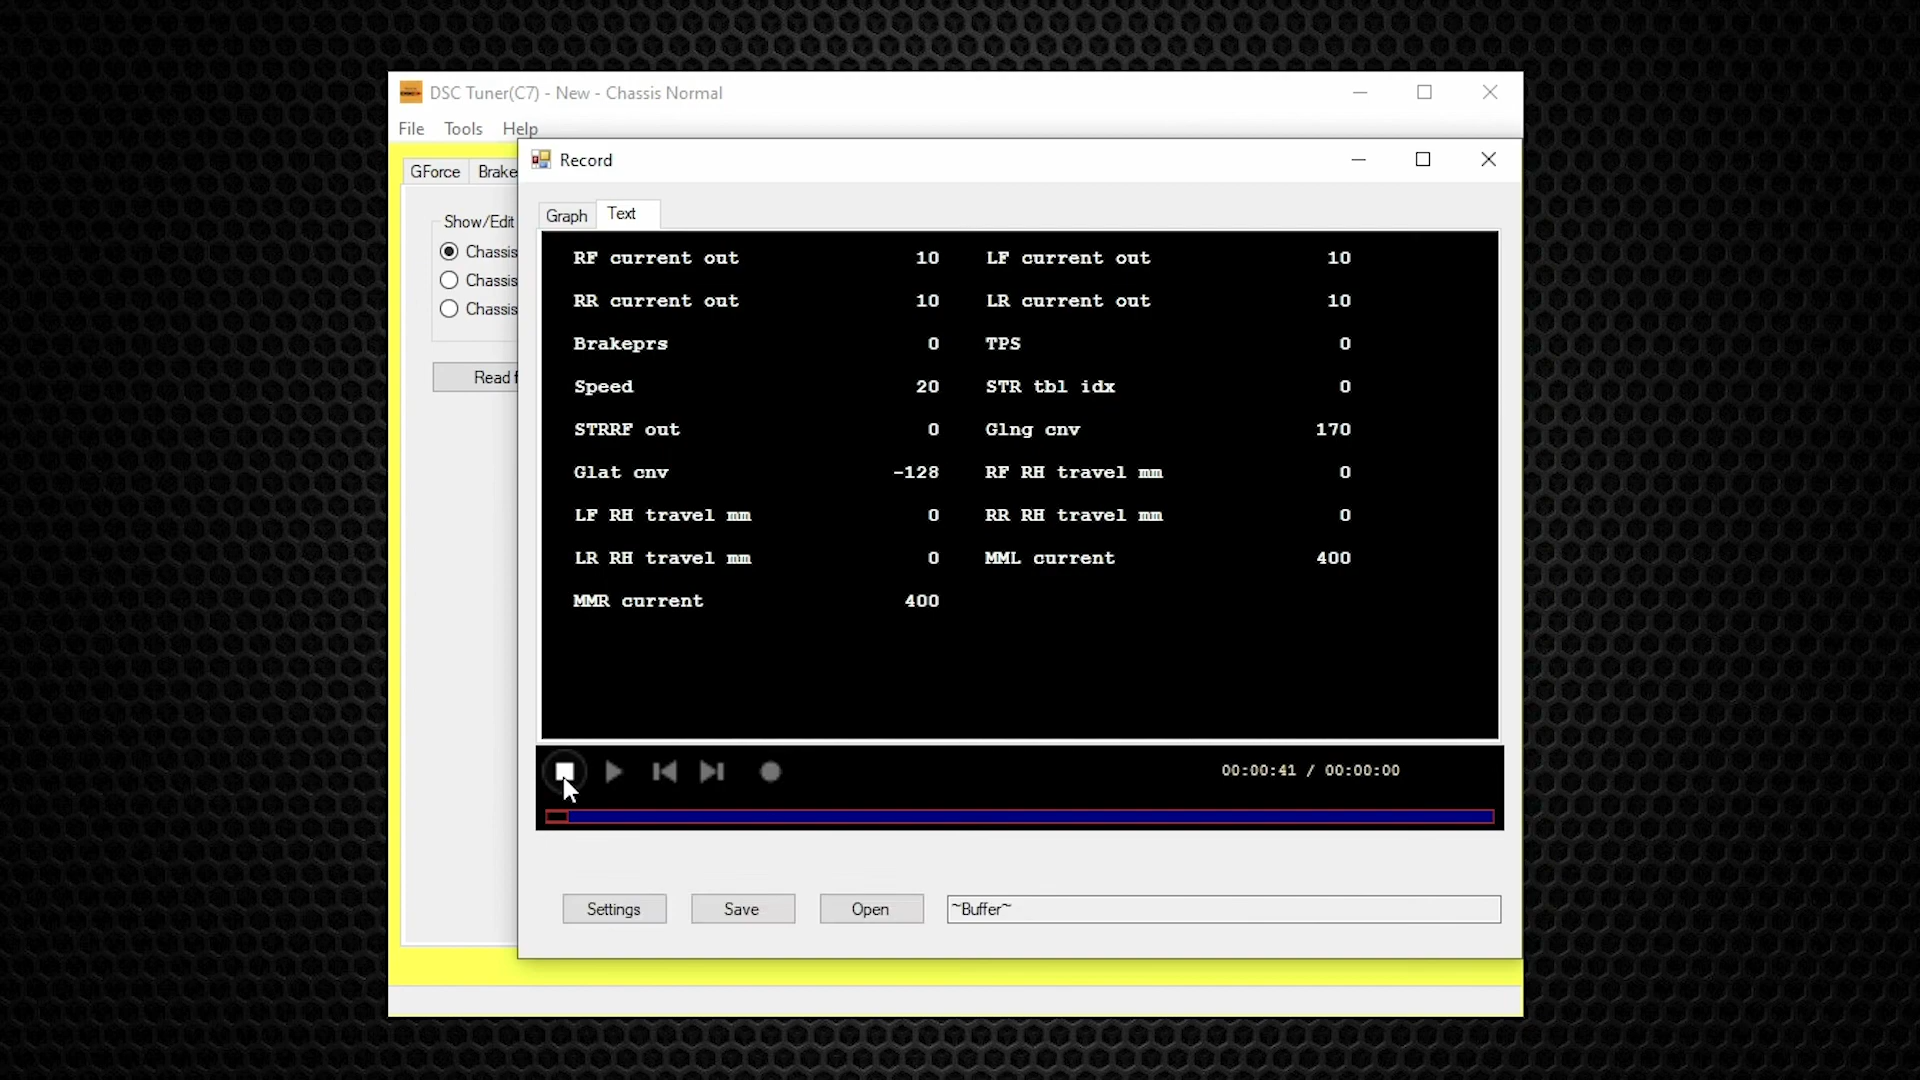 DSC Tuner(C7) - New - Chassis Normal
File Tools Help
GForce Brake
Record
Show/Edit
Chassis
Chassis
Chassis
Read f
Graph Text
RF current out 10 LF current out 10
RR current out 10 LR current out 10
Brakeprs 0 TPS 0
Speed 20 STR tbl idx 0
STRRF out 0 Glng cnv 170
Glat cnv -128 RF RH travel mm 0
LF RH travel mm 0 RR RH travel mm 0
LR RH travel mm 0 MML current 400
MMR current 400
00:00:41 / 00:00:00
Settings Save Open ~Buffer~